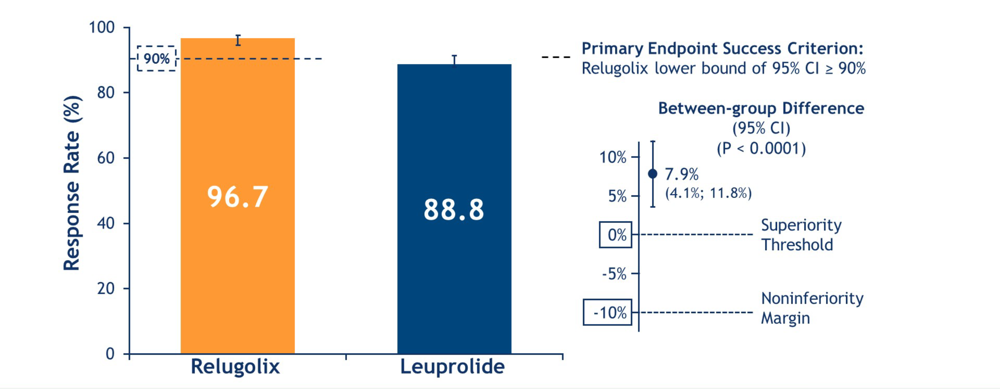 100
80
60
40
20
0
Response Rate (%)
90%
96.7
88.8
Relugolix
Leuprolide
Primary Endpoint Success Criterion:
Relugolix lower bound of 95% CI ≥ 90%
Between-group Difference
(95% CI)
(P < 0.0001)
10%
5%
0%
-5%
-10%
7.9%
(4.1%; 11.8%)
Superiority
Threshold
Noninferiority
Margin